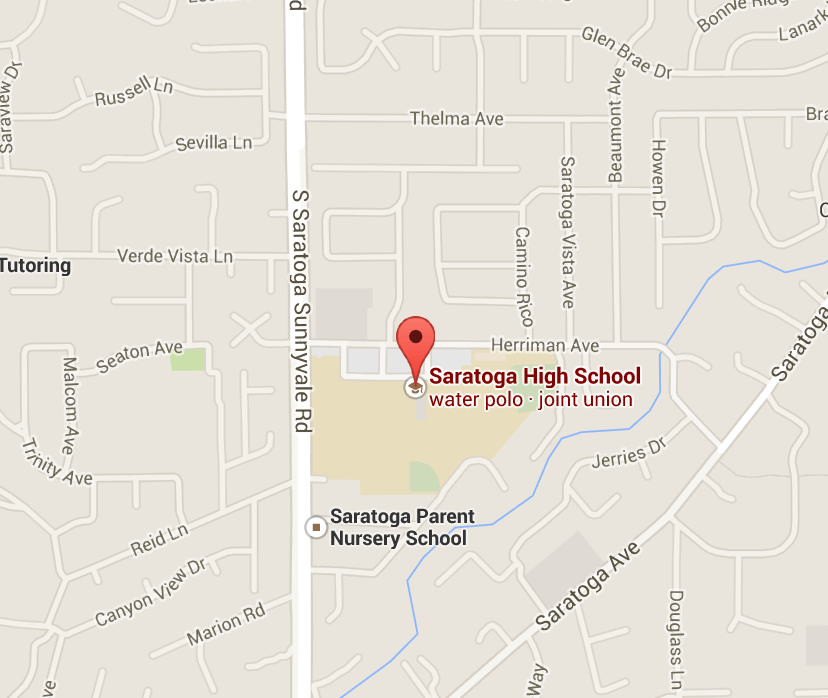 Glen Brae Dr
Bonnie Ridge
Lanark
Saraview Dr
Russell Ln
Thelma Ave
Beaumont Ave
Sevilla Ln
Howen Dr
Saratoga Vista Ave
S Saratoga Sunnyvale Rd
Camino Rico
Verde Vista Ln
Tutoring
Seaton Ave
Herriman Ave
Saratoga
Malcom Ave
Saratoga High School
water polo · joint union
Trinity Ave
Jerries Dr
Saratoga Parent
Nursery School
Reid Ln
Canyon View Dr
Saratoga Ave
Marion Rd
Douglass Ln
Way